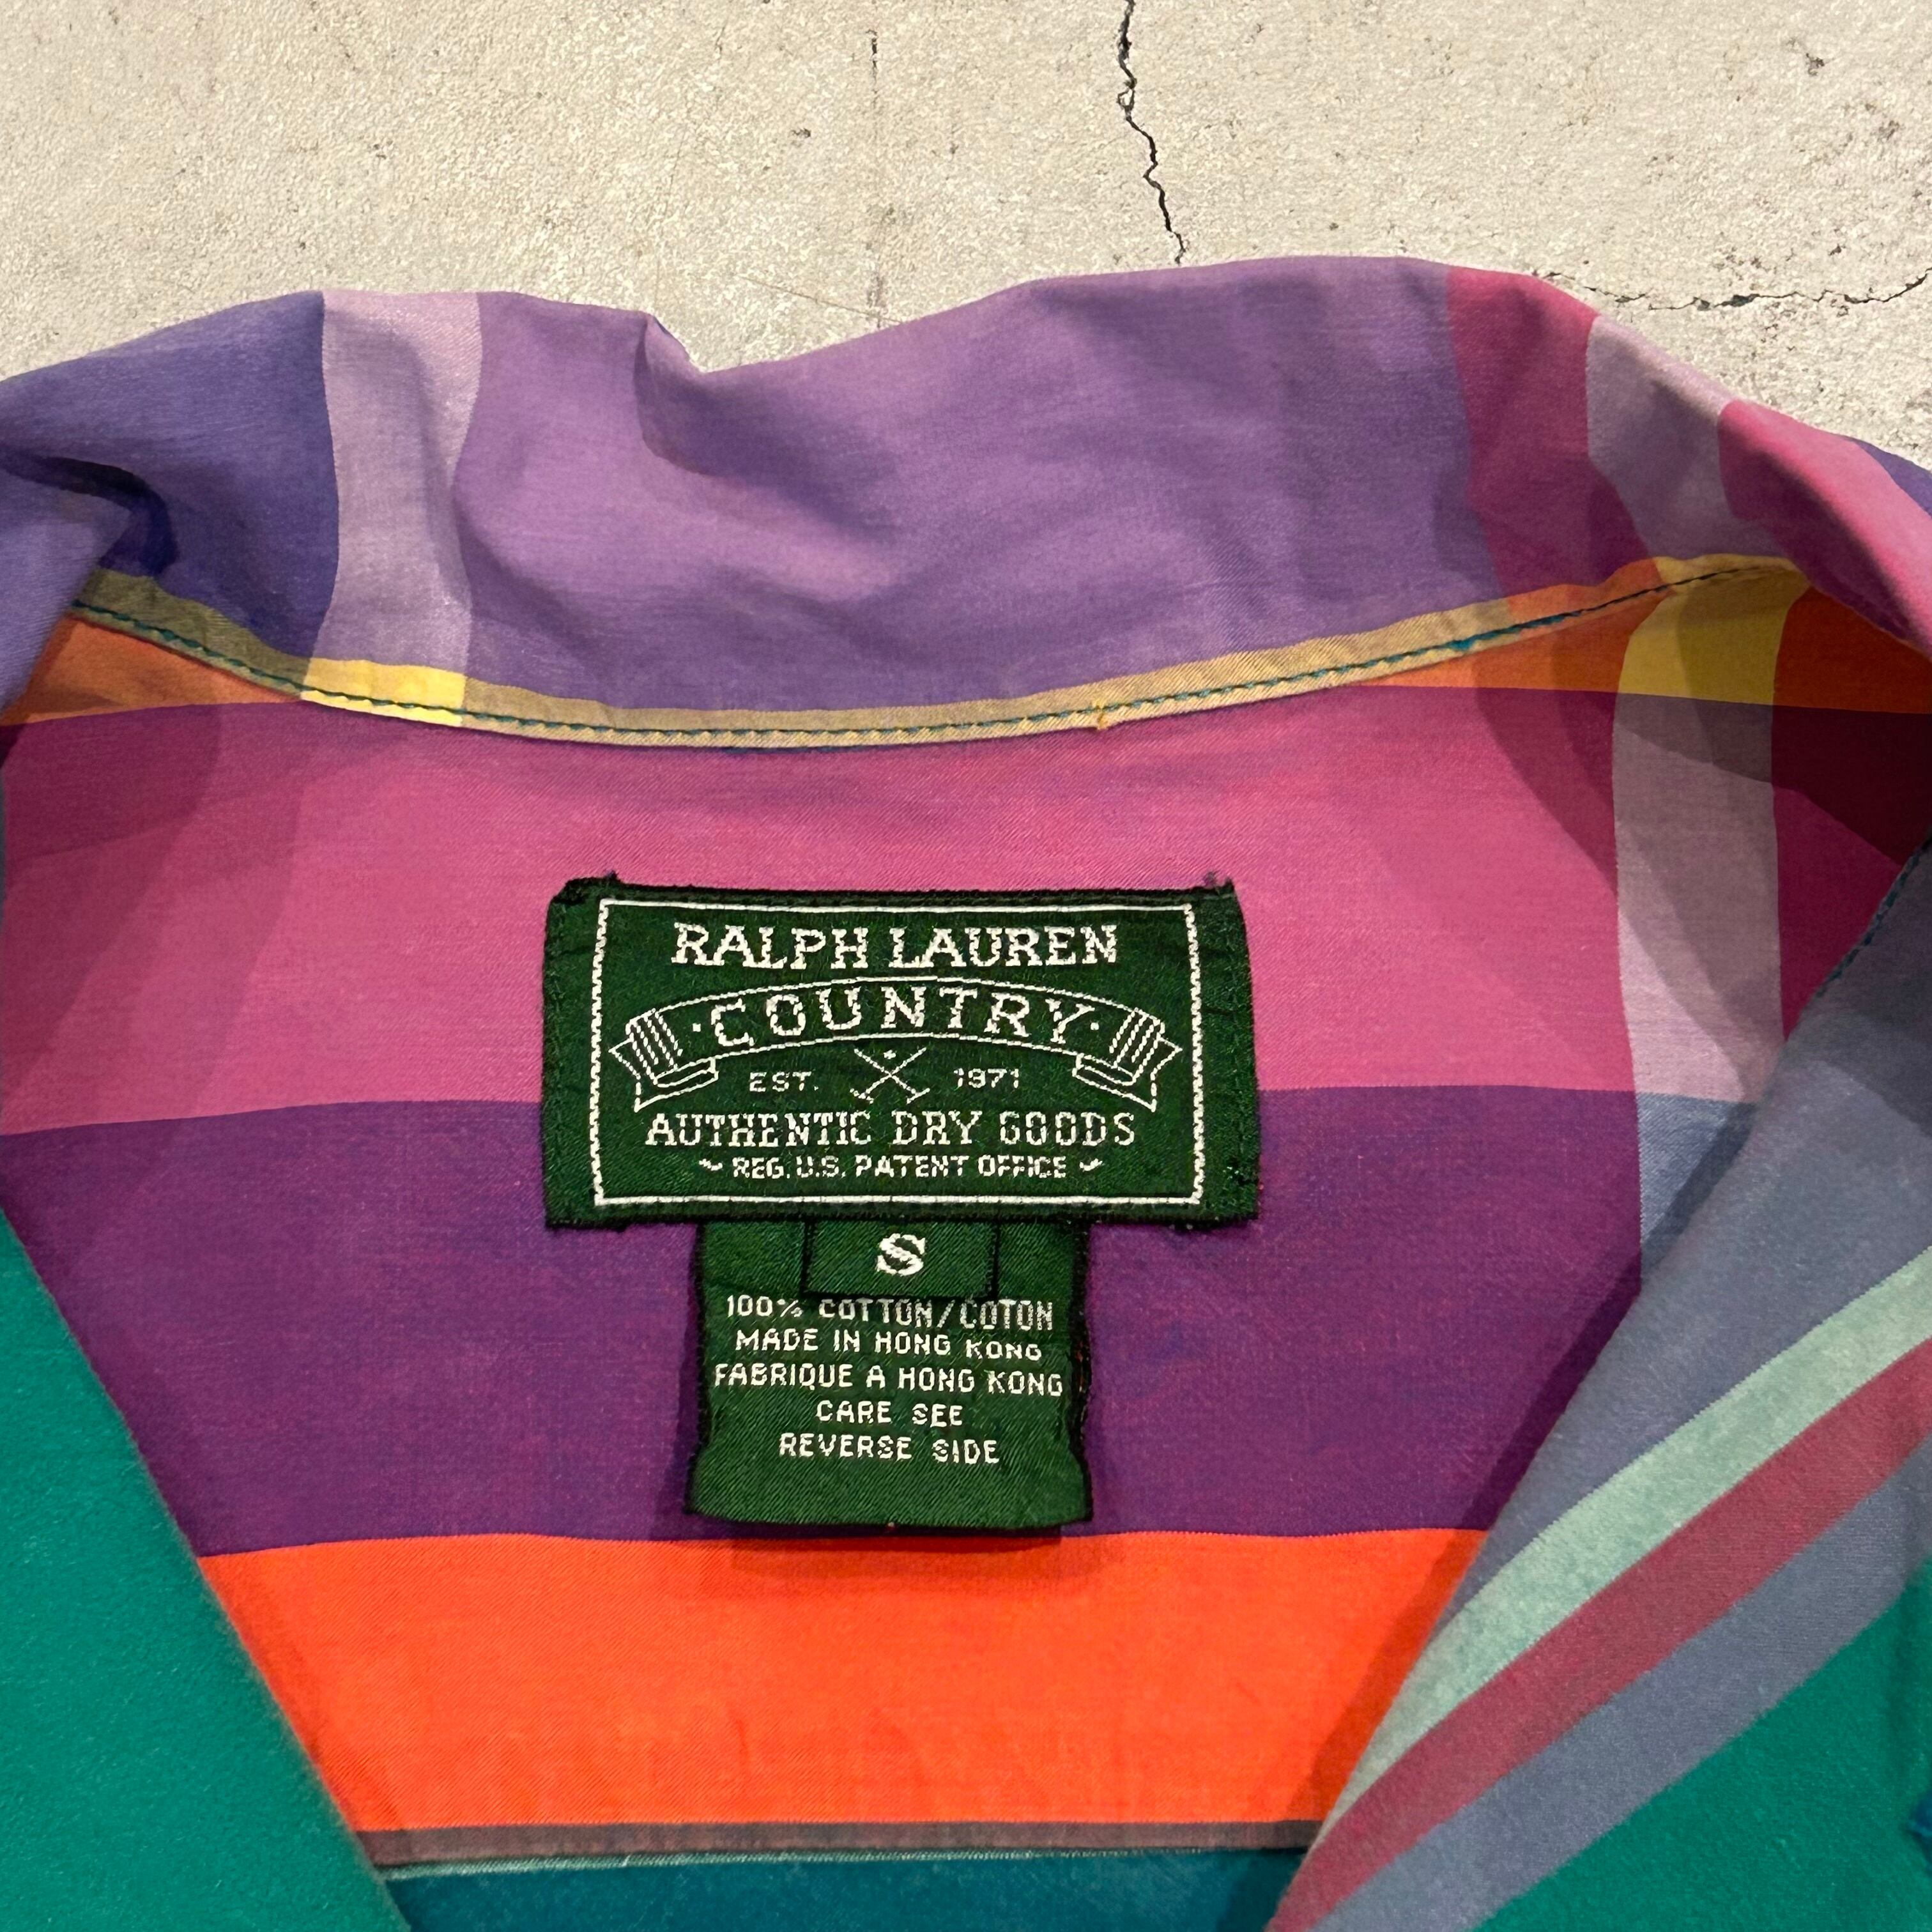 RALPH LAUREN
·COUNTRY·
EST. 1971
AUTHENTIC DRY GOODS
REG. U.S. PATENT OFFICE
S
100% COTTON/COTON
MADE IN HONG KONG
FABRIQUE A HONG KONG
CARE SEE
REVERSE SIDE